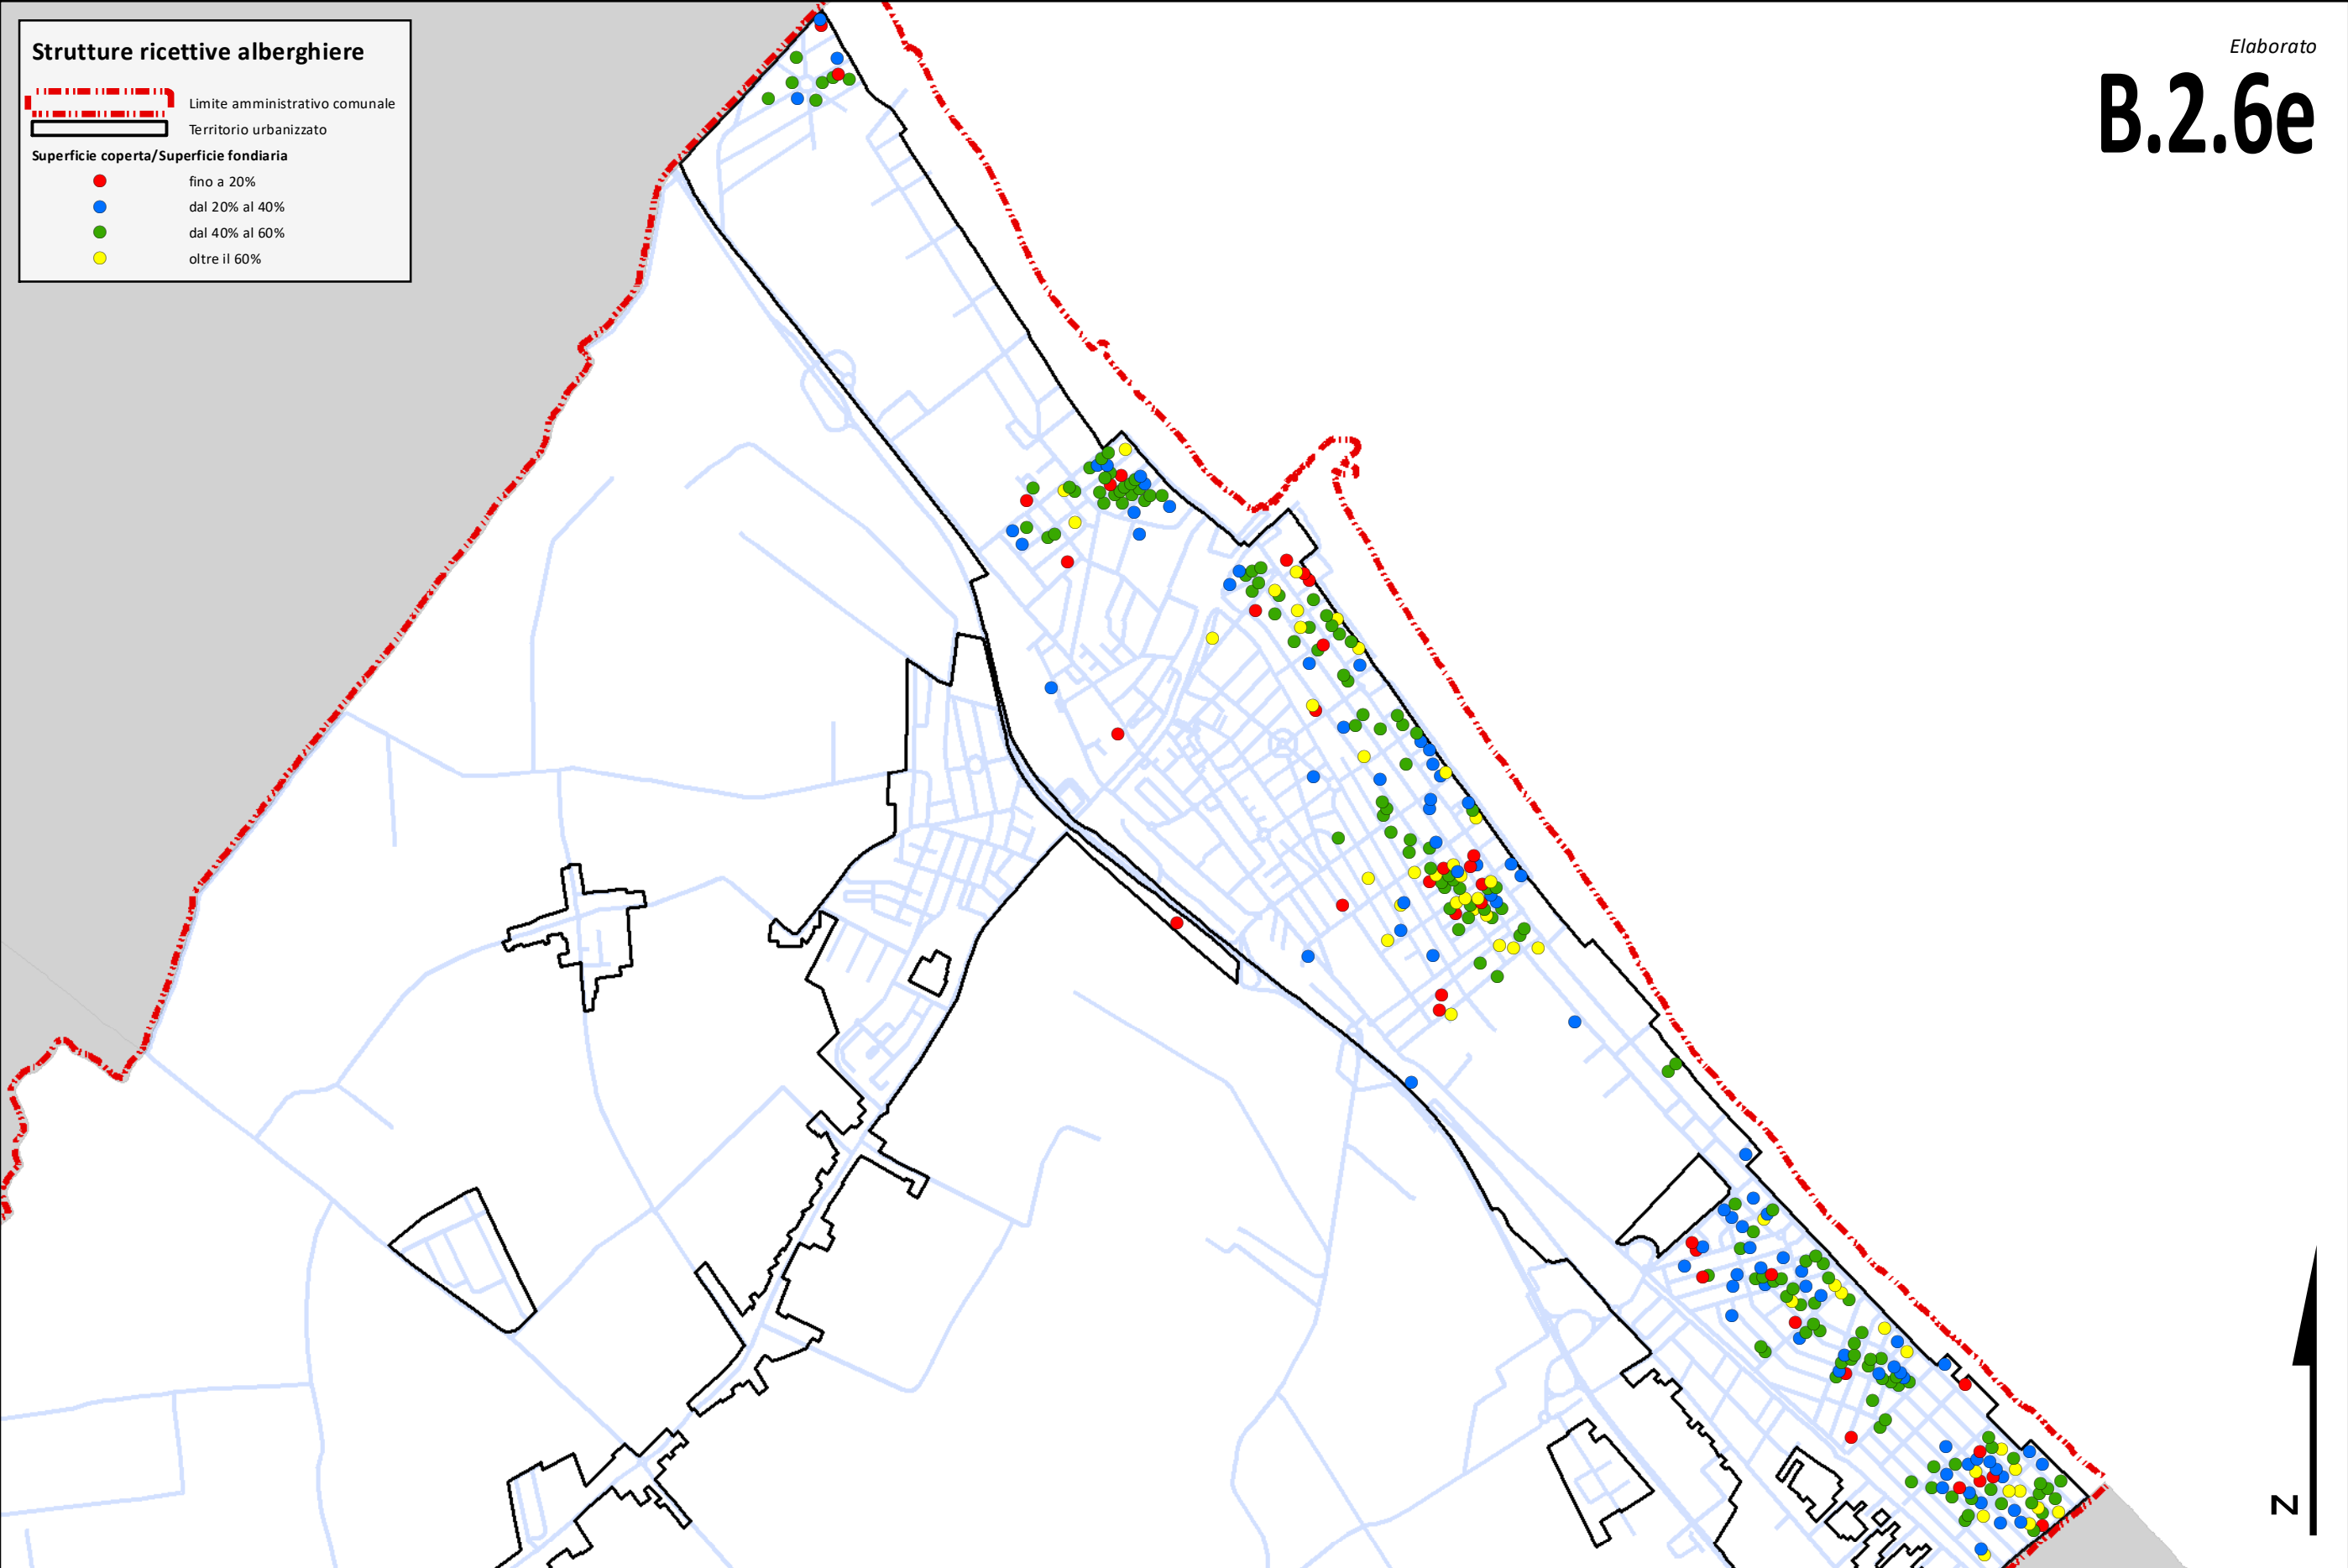 Strutture ricettive alberghiere
Limite amministrativo comunale
Territorio urbanizzato
Superficie coperta/Superficie fondiaria
fino a 20%
dal 20% al 40%
dal 40% al 60%
oltre il 60%
Elaborato
B.2.6e
N